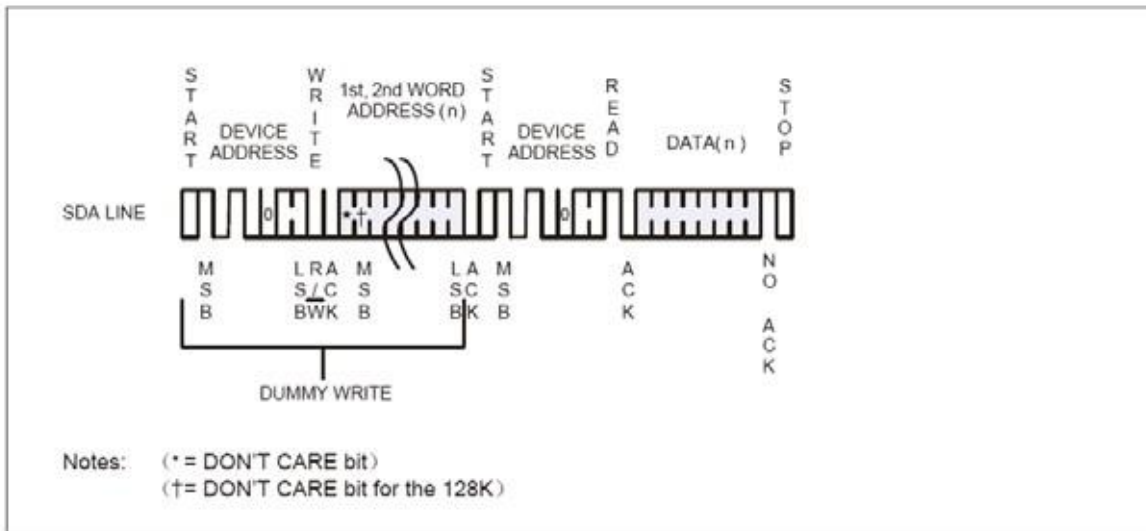 START
DEVICE
ADDRESS
WRITE
1st, 2nd WORD
ADDRESS (n)
START
DEVICE
ADDRESS
READ
DATA(n)
STOP
SDA LINE
0
*†
0
MSB
LSB
R/W
ACK
MSB
LSB
ACK
MSB
ACK
NO ACK
DUMMY WRITE
Notes: (* = DON'T CARE bit)
(†= DON'T CARE bit for the 128K)